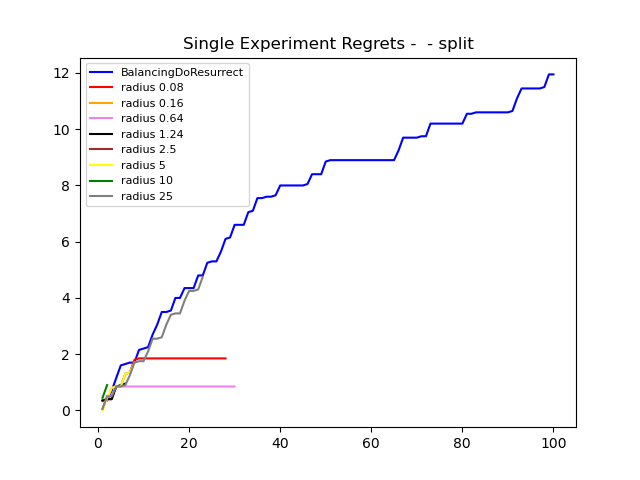 Single Experiment Regrets -  - split
BalancingDoResurrect
radius 0.08
radius 0.16
radius 0.64
radius 1.24
radius 2.5
radius 5
radius 10
radius 25
12
10
8
6
4
2
0
0 20 40 60 80 100